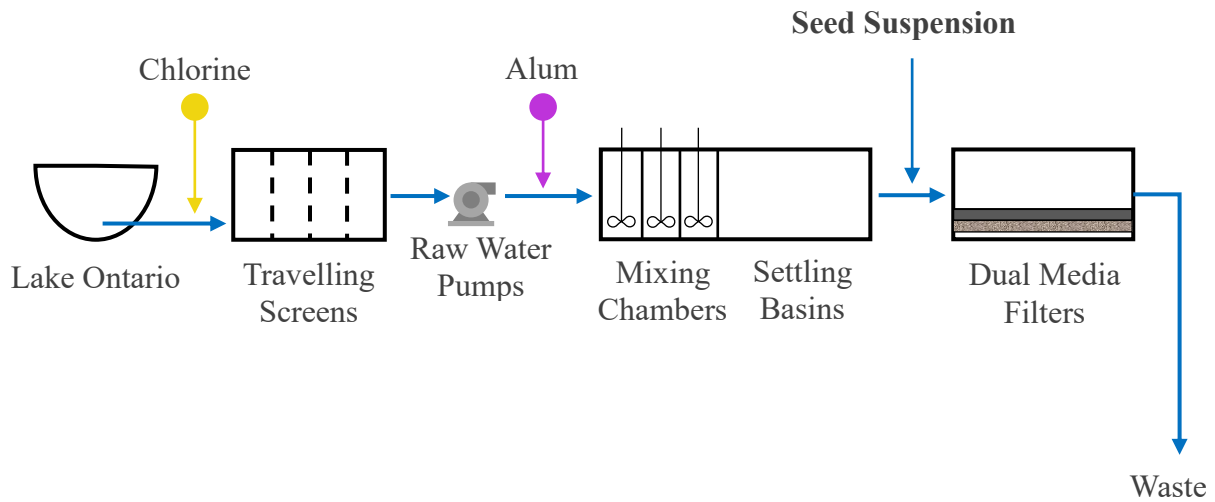 Seed Suspension
Chlorine
Alum
Lake Ontario
Travelling
Screens
Raw Water
Pumps
Mixing
Chambers
Settling
Basins
Dual Media
Filters
Waste